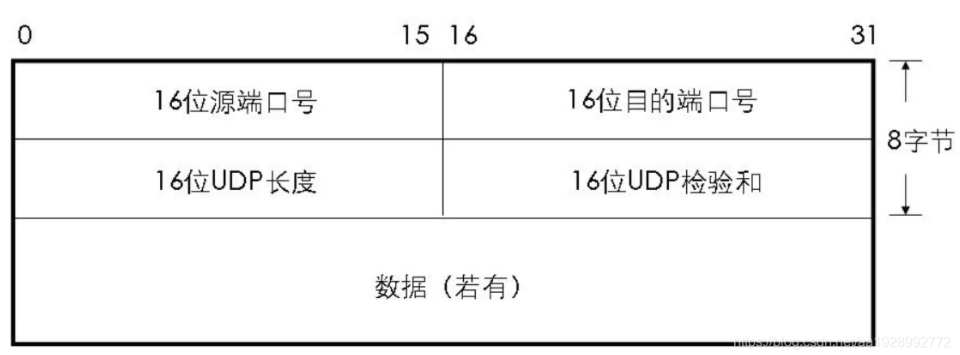 0 15 16 31
16位源端口号 16位目的端口号
8字节
16位UDP长度 16位UDP检验和
数据（若有）
https://blog.csdn.net/aa1928992772